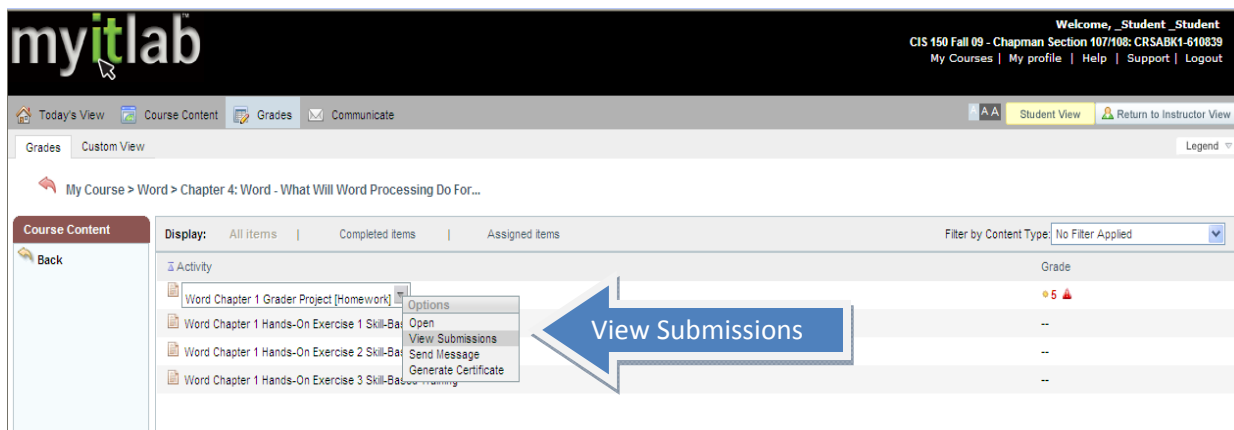 myitlab
Welcome, _Student _Student
CIS 150 Fall 09 - Chapman Section 107/108: CRSABK1-610839
My Courses | My profile | Help | Support | Logout
Today's View Course Content Grades Communicate
A A A Student View Return to Instructor View
Grades Custom View Legend
My Course > Word > Chapter 4: Word - What Will Word Processing Do For...
Course Content
Back
Display: All items | Completed items | Assigned items Filter by Content Type: No Filter Applied
Activity Grade
Word Chapter 1 Grader Project [Homework] 5
Options
Open
View Submissions
Send Message
Generate Certificate
View Submissions
Word Chapter 1 Hands-On Exercise 1 Skill-Bas --
Word Chapter 1 Hands-On Exercise 2 Skill-Bas --
Word Chapter 1 Hands-On Exercise 3 Skill-Based Training --